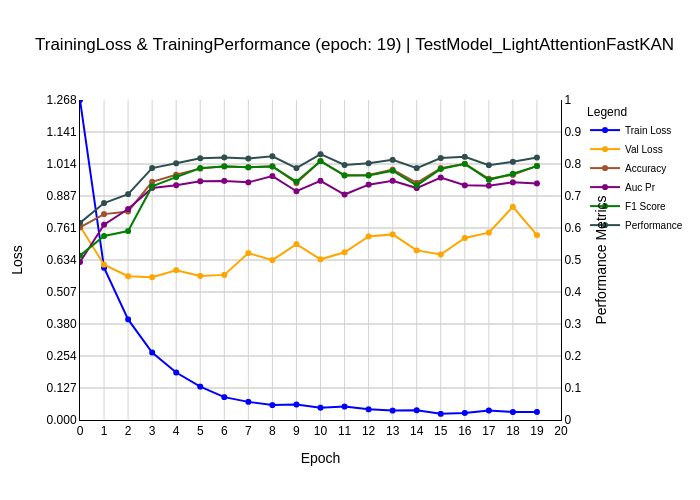 TrainingLoss & TrainingPerformance (epoch: 19) | TestModel_LightAttentionFastKAN
1.268
1.141
1.014
0.887
0.761
0.634
0.507
0.380
0.254
0.127
0.000
Loss
0 1 2 3 4 5 6 7 8 9 10 11 12 13 14 15 16 17 18 19 20
Epoch
1
0.9
0.8
0.7
0.6
0.5
0.4
0.3
0.2
0.1
0
Performance Metrics
Legend
Train Loss
Val Loss
Accuracy
Auc Pr
F1 Score
Performance